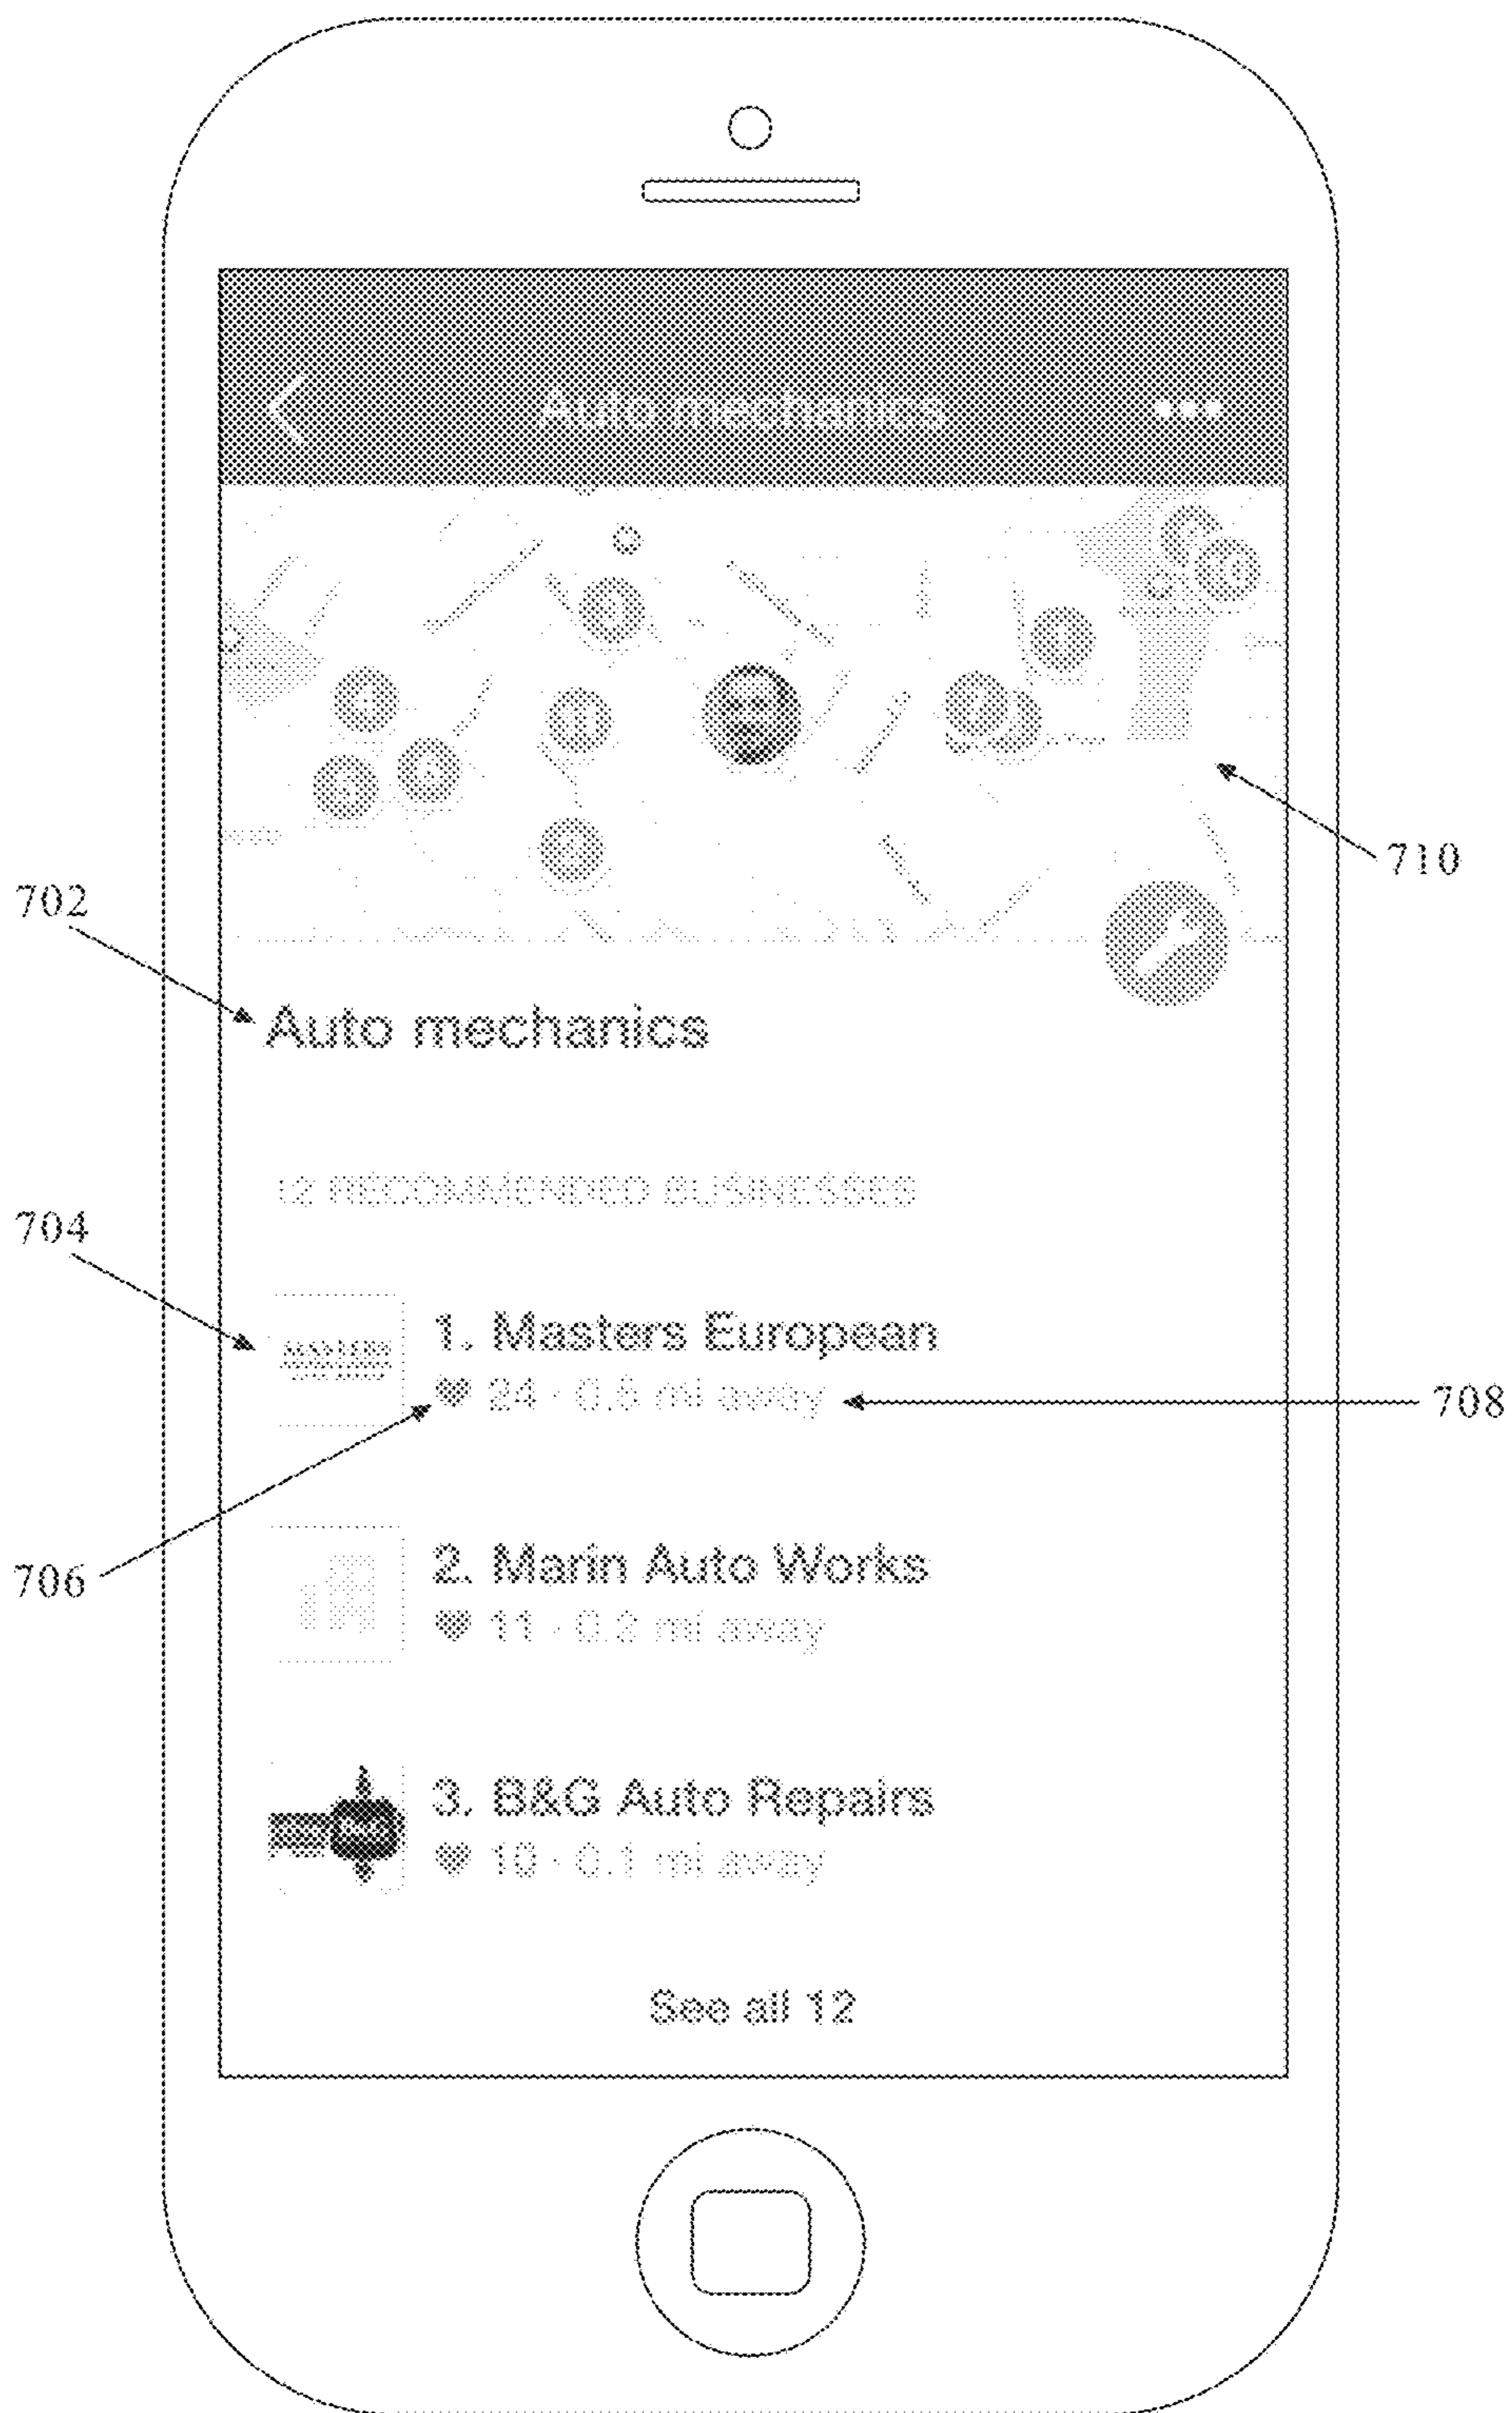 Auto mechanics
710
702
Auto mechanics
12 RECOMMENDED BUSINESSES
704
1. Masters European
♥ 24 · 0.5 mi away
708
706
2. Marin Auto Works
♥ 11 · 0.2 mi away
3. B&G Auto Repairs
♥ 10 · 0.1 mi away
See all 12